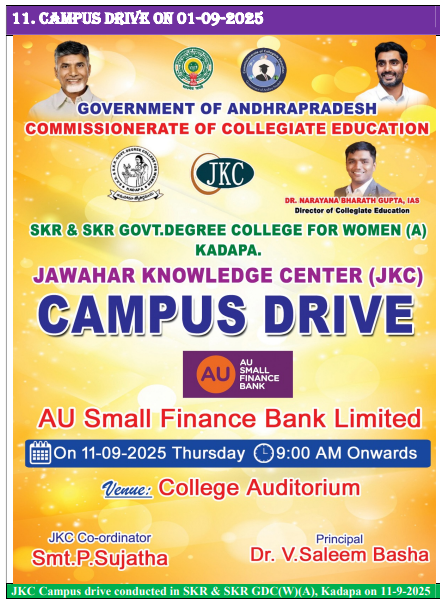 11. CAMPUS DRIVE ON 01-09-2025
GOVERNMENT OF ANDHRAPRADESH
COMMISSIONERATE OF COLLEGIATE EDUCATION
JKC
DR. NARAYANA BHARATH GUPTA, IAS
Director of Collegiate Education
SKR & SKR GOVT.DEGREE COLLEGE FOR WOMEN (A)
KADAPA.
JAWAHAR KNOWLEDGE CENTER (JKC)
CAMPUS DRIVE
AU
AU
SMALL
FINANCE
BANK
AU Small Finance Bank Limited
On 11-09-2025 Thursday 9:00 AM Onwards
Venue: College Auditorium
JKC Co-ordinator
Smt.P.Sujatha
Principal
Dr. V.Saleem Basha
JKC Campus drive conducted in SKR & SKR GDC(W)(A), Kadapa on 11-9-2025